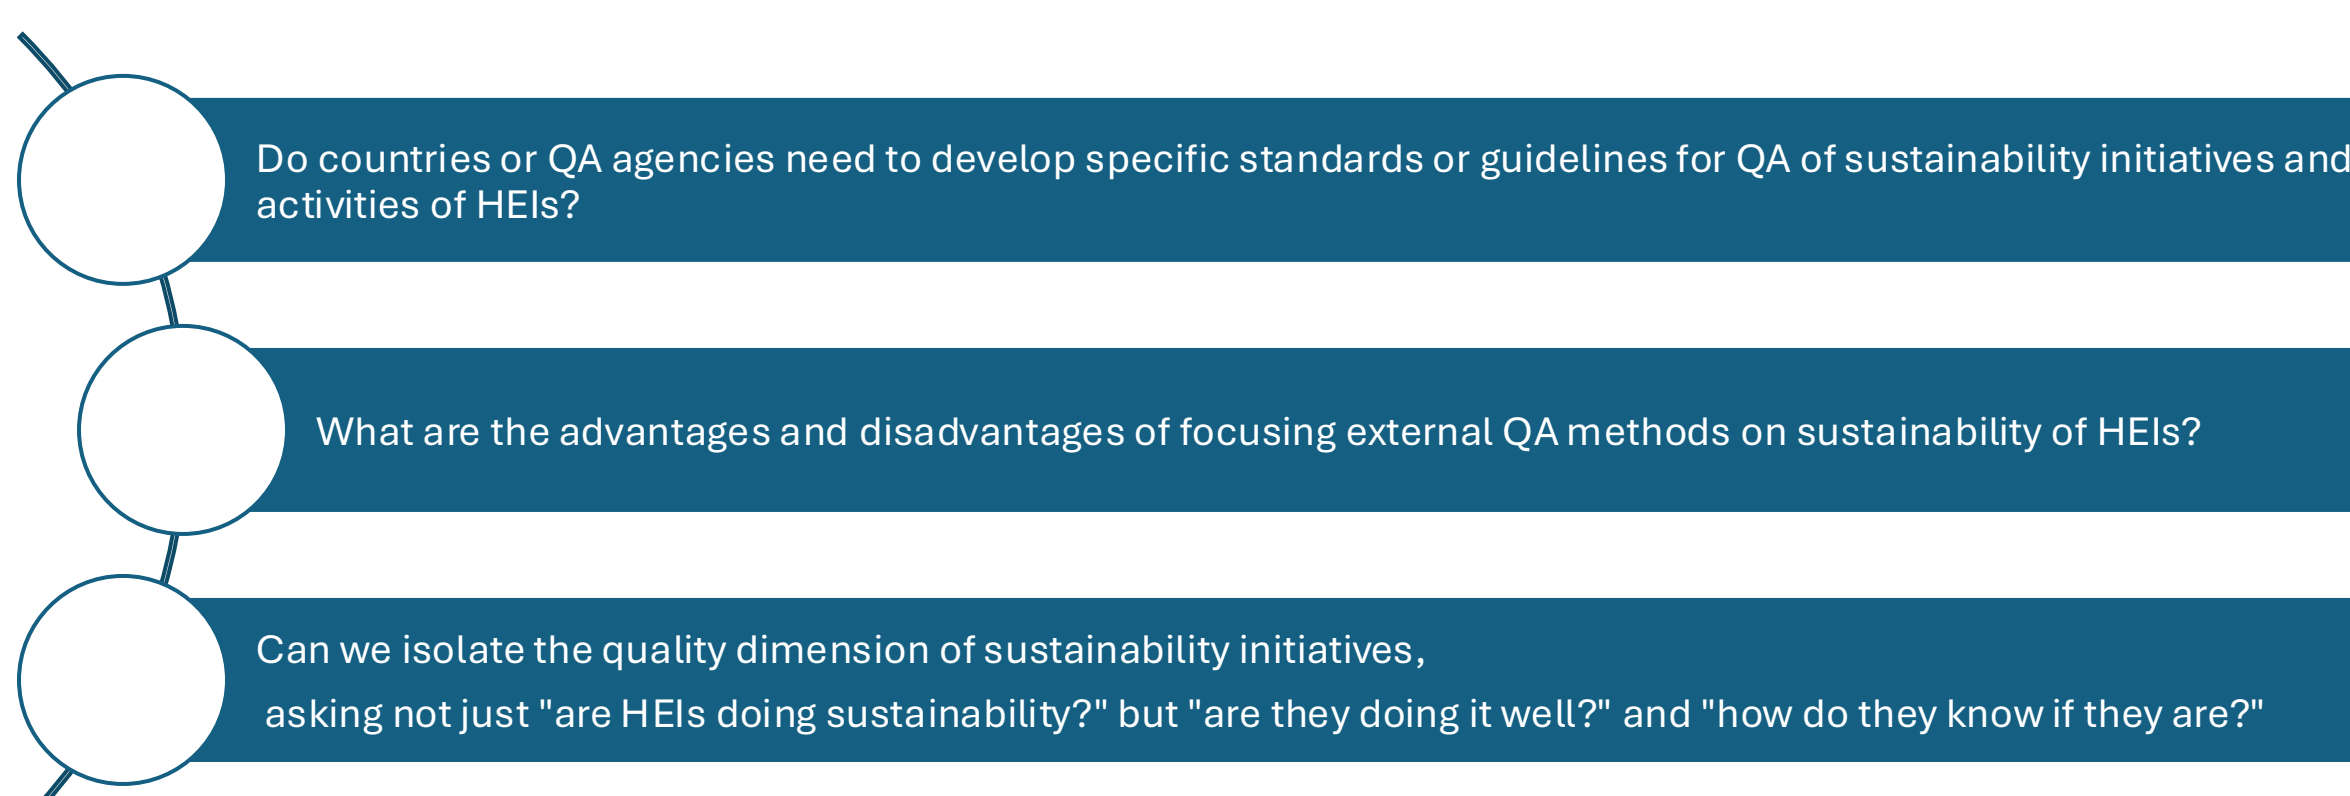 Do countries or QA agencies need to develop specific standards or guidelines for QA of sustainability initiatives and
activities of HEIs?
What are the advantages and disadvantages of focusing external QA methods on sustainability of HEIs?
Can we isolate the quality dimension of sustainability initiatives,
asking not just "are HEIs doing sustainability?" but "are they doing it well?" and "how do they know if they are?"